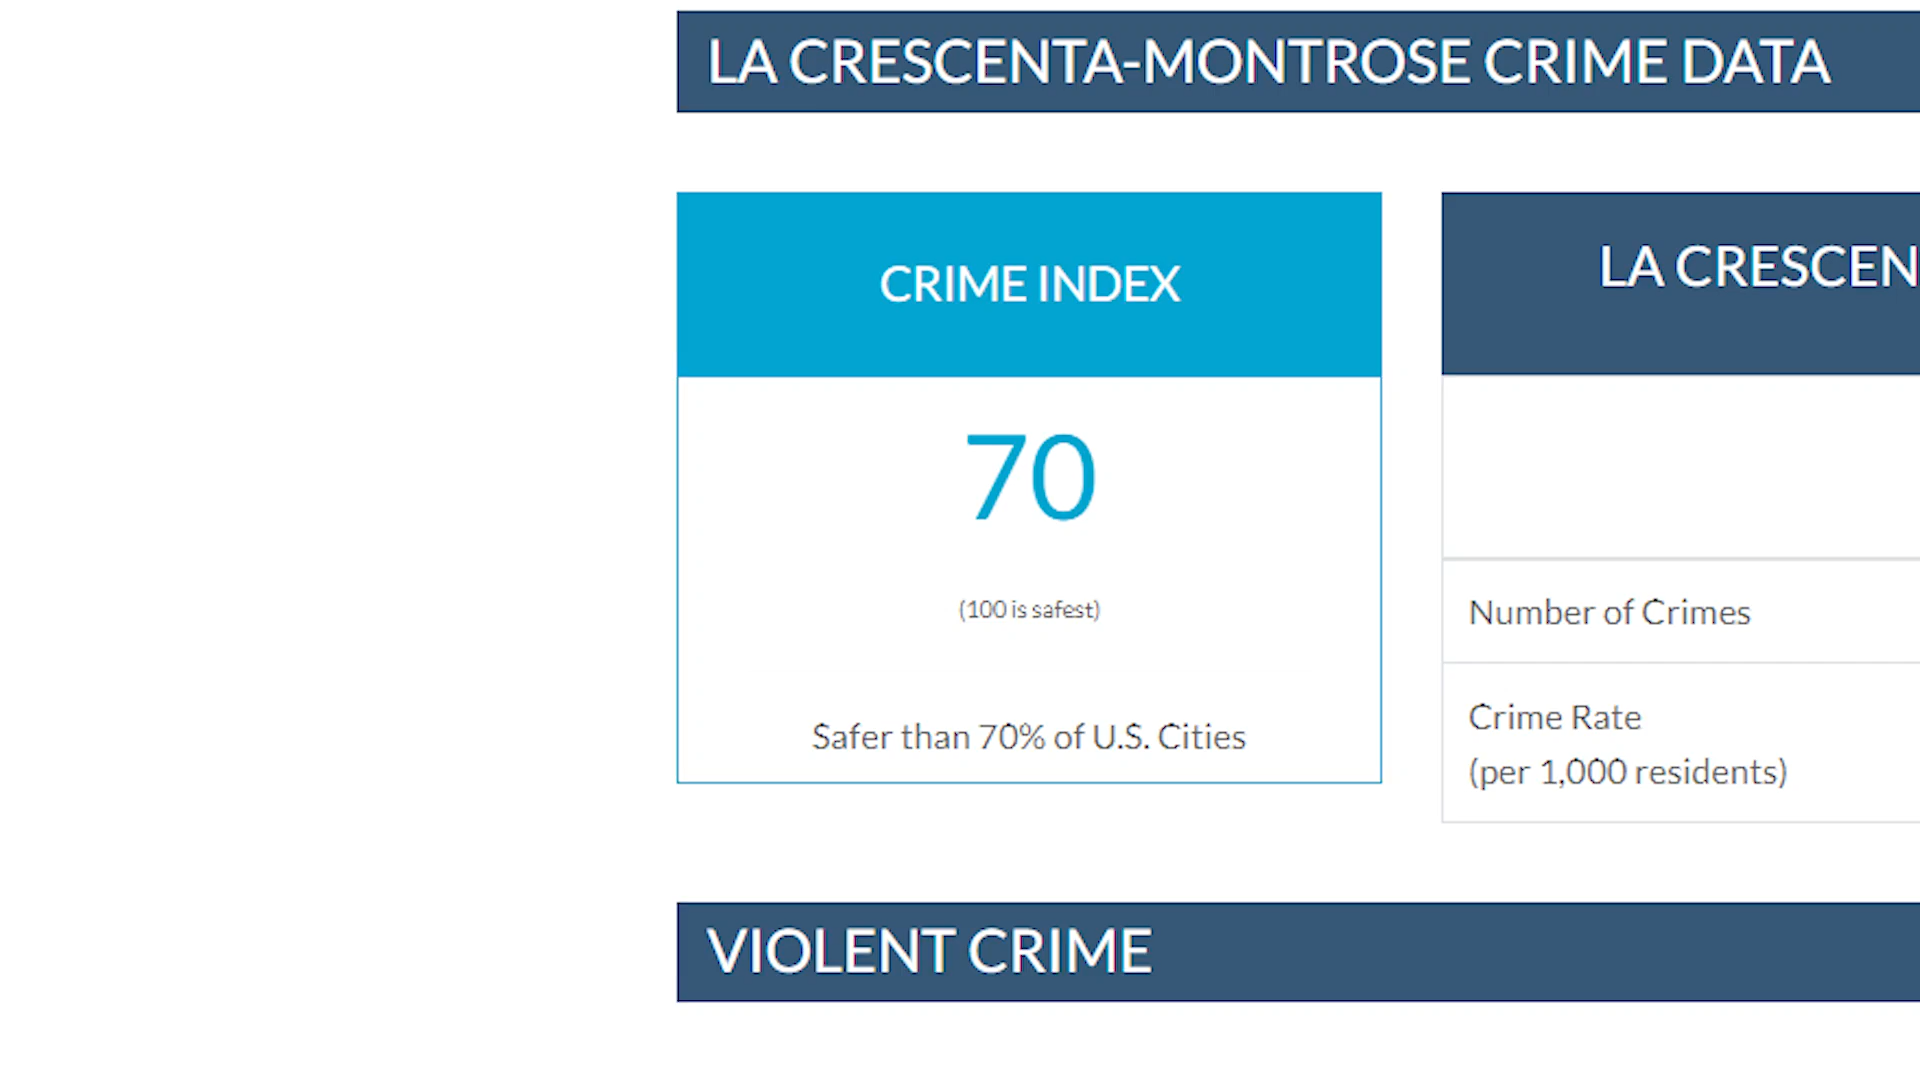 LA CRESCENTA-MONTROSE CRIME DATA
CRIME INDEX
70
(100 is safest)
Safer than 70% of U.S. Cities
LA CRESCEN
Number of Crimes
Crime Rate
(per 1,000 residents)
VIOLENT CRIME